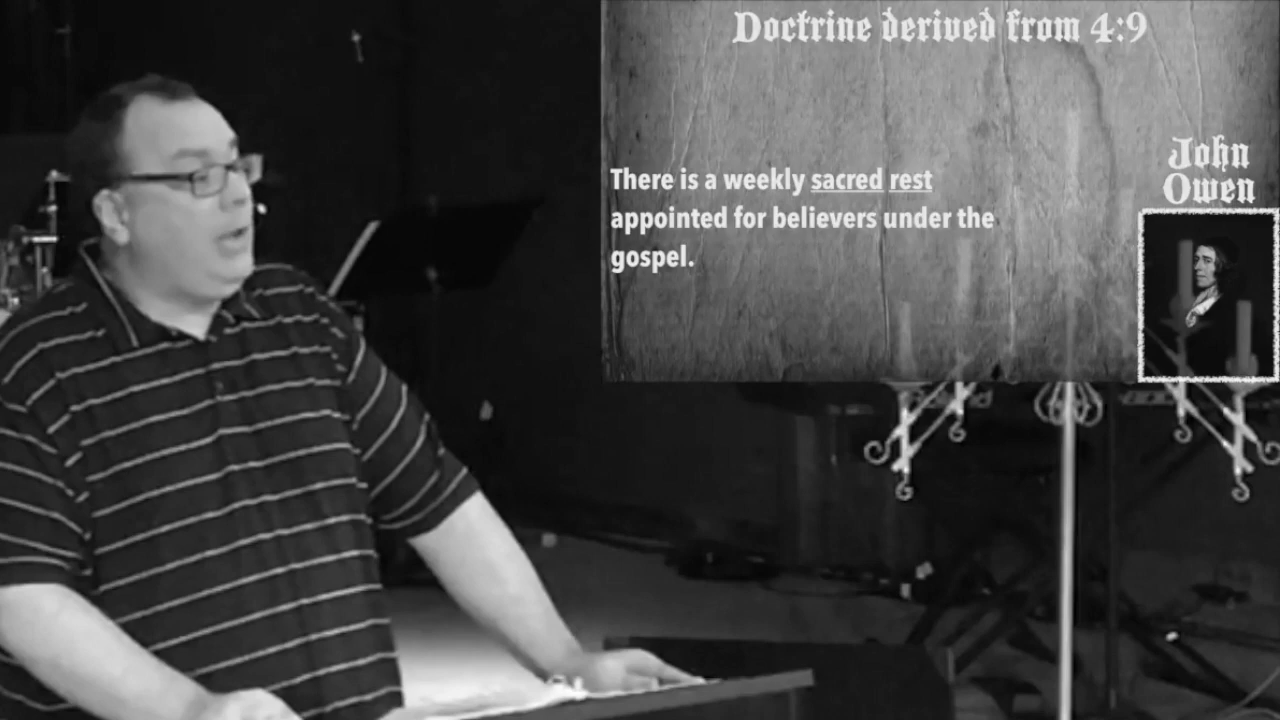 Doctrine derived from 4:9
There is a weekly sacred rest
appointed for believers under the
gospel.
John
Owen